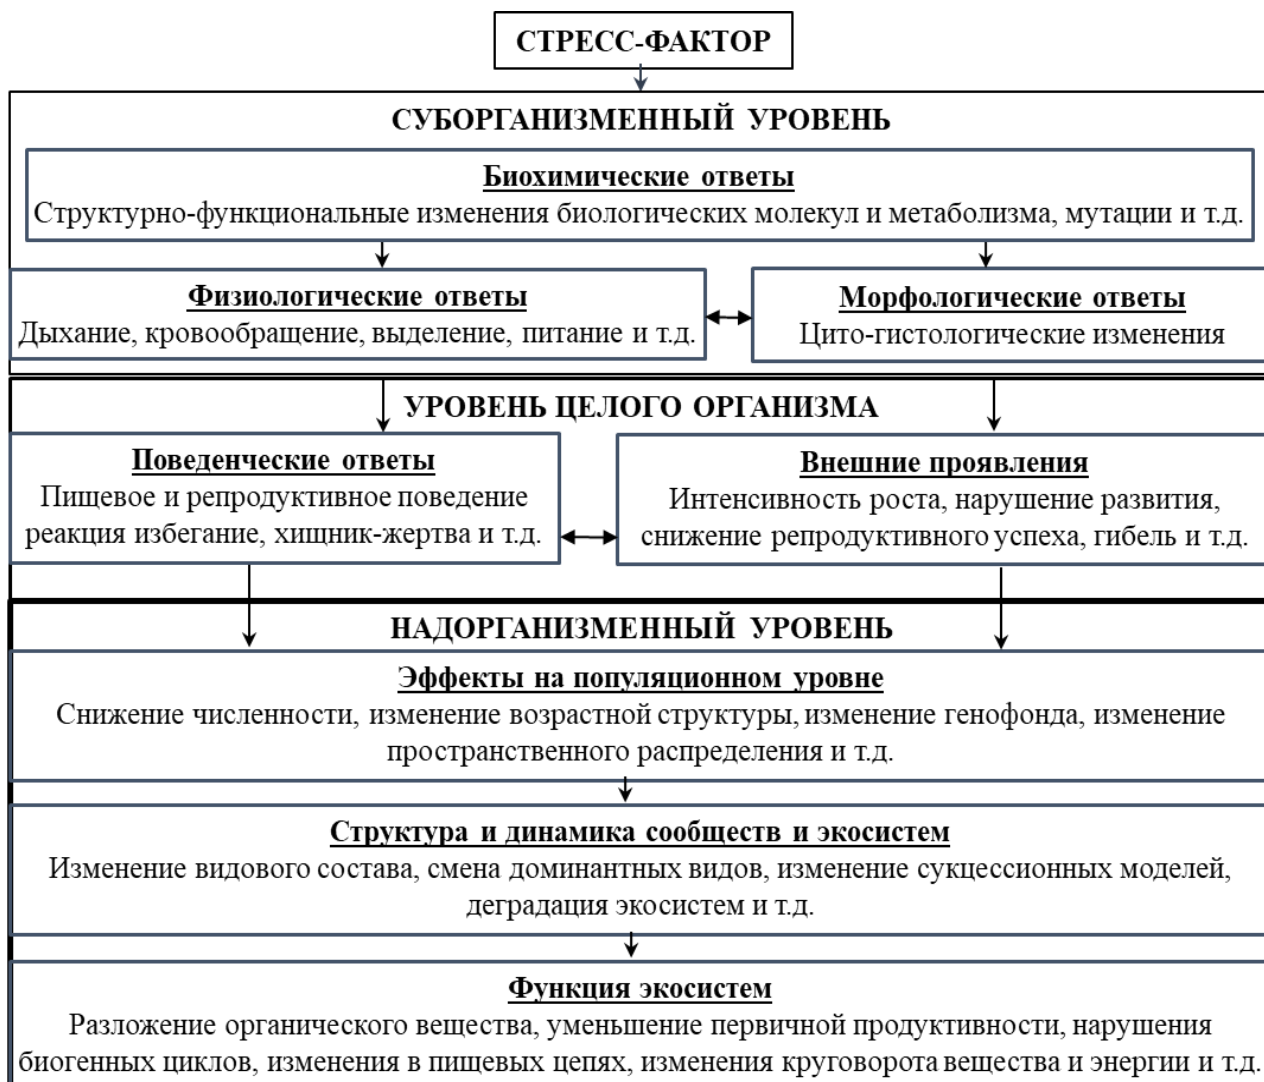 СТРЕСС-ФАКТОР
СУБОРГАНИЗМЕННЫЙ УРОВЕНЬ
Биохимические ответы
Структурно-функциональные изменения биологических молекул и метаболизма, мутации и т.д.
Физиологические ответы
Дыхание, кровообращение, выделение, питание и т.д.
Морфологические ответы
Цито-гистологические изменения
УРОВЕНЬ ЦЕЛОГО ОРГАНИЗМА
Поведенческие ответы
Пищевое и репродуктивное поведение
реакция избегание, хищник-жертва и т.д.
Внешние проявления
Интенсивность роста, нарушение развития,
снижение репродуктивного успеха, гибель и т.д.
НАДОРГАНИЗМЕННЫЙ УРОВЕНЬ
Эффекты на популяционном уровне
Снижение численности, изменение возрастной структуры, изменение генофонда, изменение
пространственного распределения и т.д.
Структура и динамика сообществ и экосистем
Изменение видового состава, смена доминантных видов, изменение сукцессионных моделей,
деградация экосистем и т.д.
Функция экосистем
Разложение органического вещества, уменьшение первичной продуктивности, нарушения
биогенных циклов, изменения в пищевых цепях, изменения круговорота вещества и энергии и т.д.